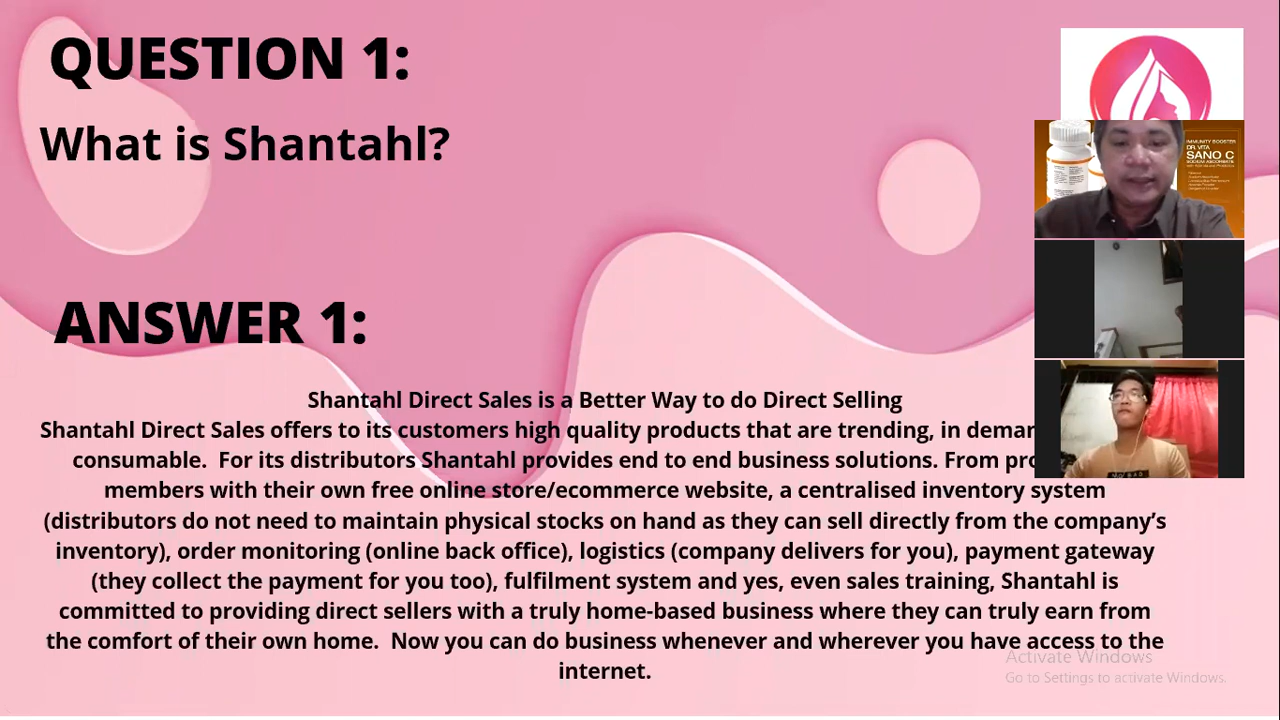 QUESTION 1:
What is Shantahl?
IMMUNITY BOOSTER
DR. VITA
SANO C
SODIUM ASCORBATE
ANSWER 1:
Shantahl Direct Sales is a Better Way to do Direct Selling
Shantahl Direct Sales offers to its customers high quality products that are trending, in
consumable.  For its distributors Shantahl provides end to end business solutions. From
members with their own free online store/ecommerce website, a centralised inventory system
(distributors do not need to maintain physical stocks on hand as they can sell directly from the company’s
inventory), order monitoring (online back office), logistics (company delivers for you), payment gateway
(they collect the payment for you too), fulfilment system and yes, even sales training, Shantahl is
committed to providing direct sellers with a truly home-based business where they can truly earn from
the comfort of their own home.  Now you can do business whenever and wherever you have access to the
internet.
Activate Windows
Go to Settings to activate Windows.